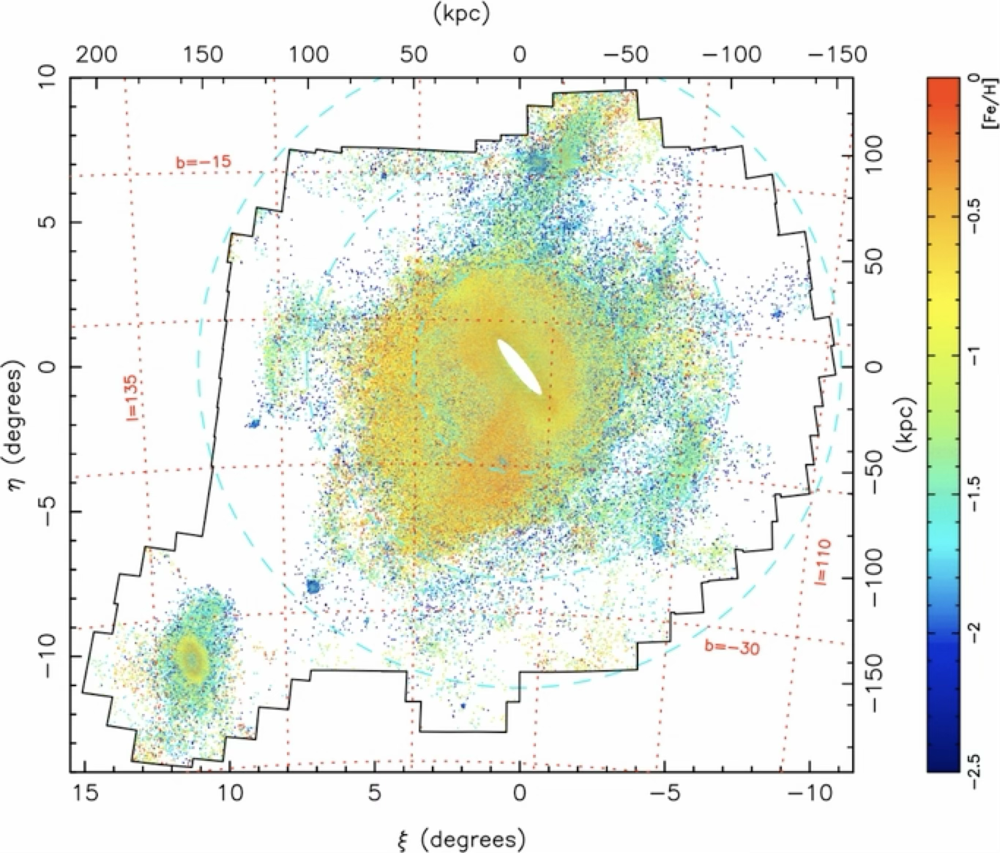 (kpc)
200 150 100 50 0 −50 −100 −150
10 5 0 −5 −10
η (degrees)
b=−15
l=135
l=110
b=−30
100 50 0 −50 −100 −150
(kpc)
15 10 5 0 −5 −10
ξ (degrees)
0 −0.5 −1 −1.5 −2 −2.5
[Fe/H]